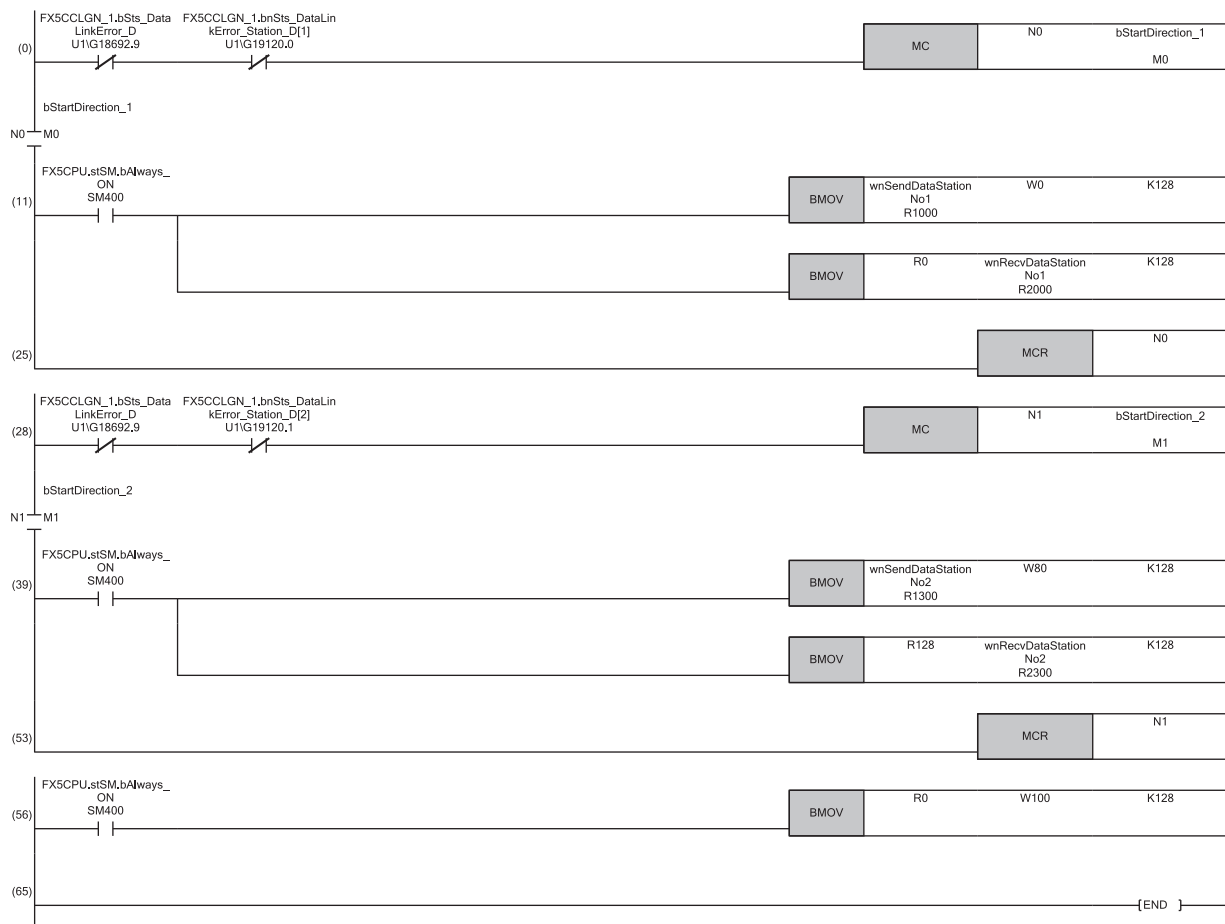 FX5CCLGN_1.bSts_Data FX5CCLGN_1.bnSts_DataLin
LinkError_D kError_Station_D[1]
U1\G18692.9 U1\G19120.0
(0) MC N0 bStartDirection_1
M0
bStartDirection_1
N0 M0
FX5CPU.stSM.bAlways_
ON
SM400
(11) BMOV wnSendDataStation W0 K128
No1
R1000
BMOV R0 wnRecvDataStation K128
No1
R2000
(25) MCR N0
FX5CCLGN_1.bSts_Data FX5CCLGN_1.bnSts_DataLin
LinkError_D kError_Station_D[2]
U1\G18692.9 U1\G19120.1
(28) MC N1 bStartDirection_2
M1
bStartDirection_2
N1 M1
FX5CPU.stSM.bAlways_
ON
SM400
(39) BMOV wnSendDataStation W80 K128
No2
R1300
BMOV R128 wnRecvDataStation K128
No2
R2300
(53) MCR N1
FX5CPU.stSM.bAlways_
ON
SM400
(56) BMOV R0 W100 K128
(65) [END ]